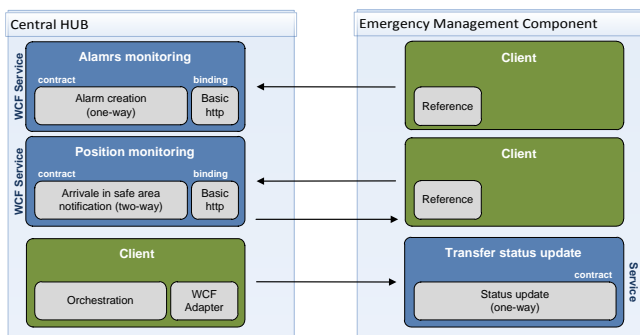 Central HUB
WCF Service
Alamrs monitoring
contract
binding
Alarm creation
(one-way)
Basic
http
WCF Service
Position monitoring
contract
binding
Arrivale in safe area
notification (two-way)
Basic
http
Client
Orchestration
WCF
Adapter
Emergency Management Component
Client
Reference
Client
Reference
Transfer status update
contract
Status update
(one-way)
Service